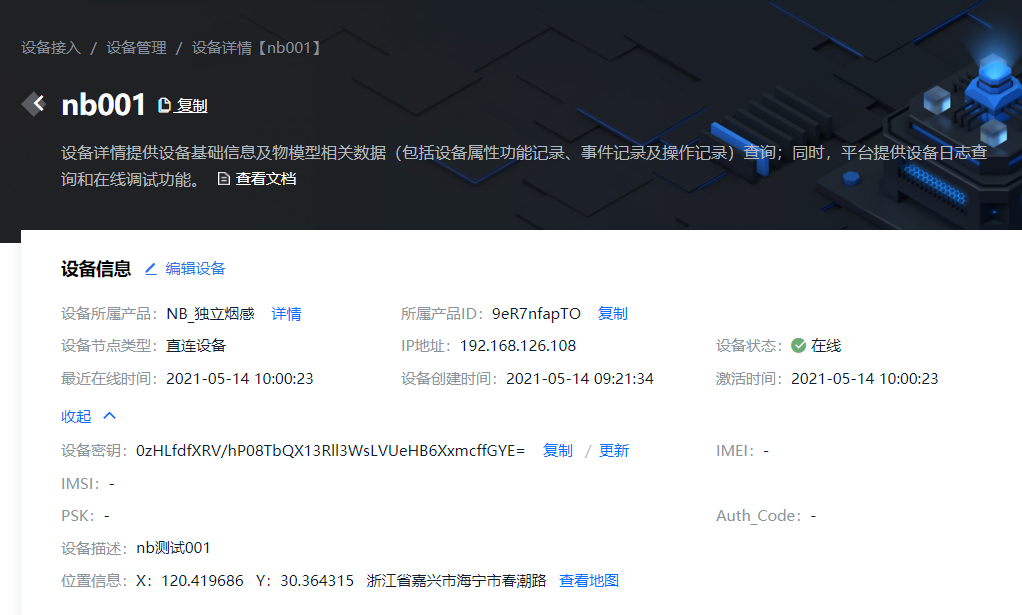 设备接入 / 设备管理 / 设备详情【nb001】
nb001 复制
设备详情提供设备基础信息及物模型相关数据（包括设备属性功能记录、事件记录及操作记录）查询；同时，平台提供设备日志查
询和在线调试功能。 查看文档
设备信息 编辑设备
设备所属产品： NB_独立烟感 详情 所属产品ID： 9eR7nfapTO 复制
设备节点类型： 直连设备 IP地址： 192.168.126.108 设备状态： 在线
最近在线时间： 2021-05-14 10:00:23 设备创建时间： 2021-05-14 09:21:34 激活时间： 2021-05-14 10:00:23
收起
设备密钥： 0zHLfdfXRV/hP08TbQX13Rll3WsLVUeHB6XxmcffGYE= 复制 / 更新 IMEI： -
IMSI： -
PSK： - Auth_Code： -
设备描述： nb测试001
位置信息： X： 120.419686 Y： 30.364315 浙江省嘉兴市海宁市春潮路 查看地图